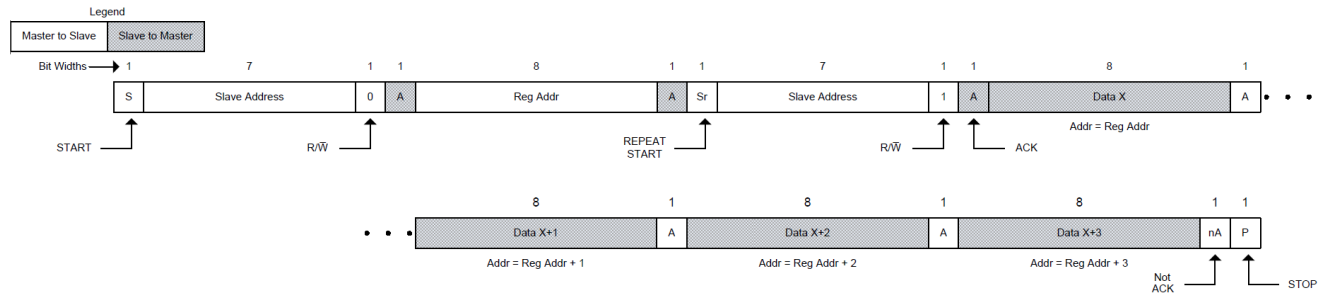 Legend
Master to Slave Slave to Master
Bit Widths 1 7 1 1 8 1 1 7 1 1 8 1
S Slave Address 0 A Reg Addr A Sr Slave Address 1 A Data X A
Addr = Reg Addr
START R/W̅ REPEAT START R/W̅ ACK
8 1 8 1 8 1 1
Data X+1 A Data X+2 A Data X+3 nA P
Addr = Reg Addr + 1 Addr = Reg Addr + 2 Addr = Reg Addr + 3
Not ACK STOP